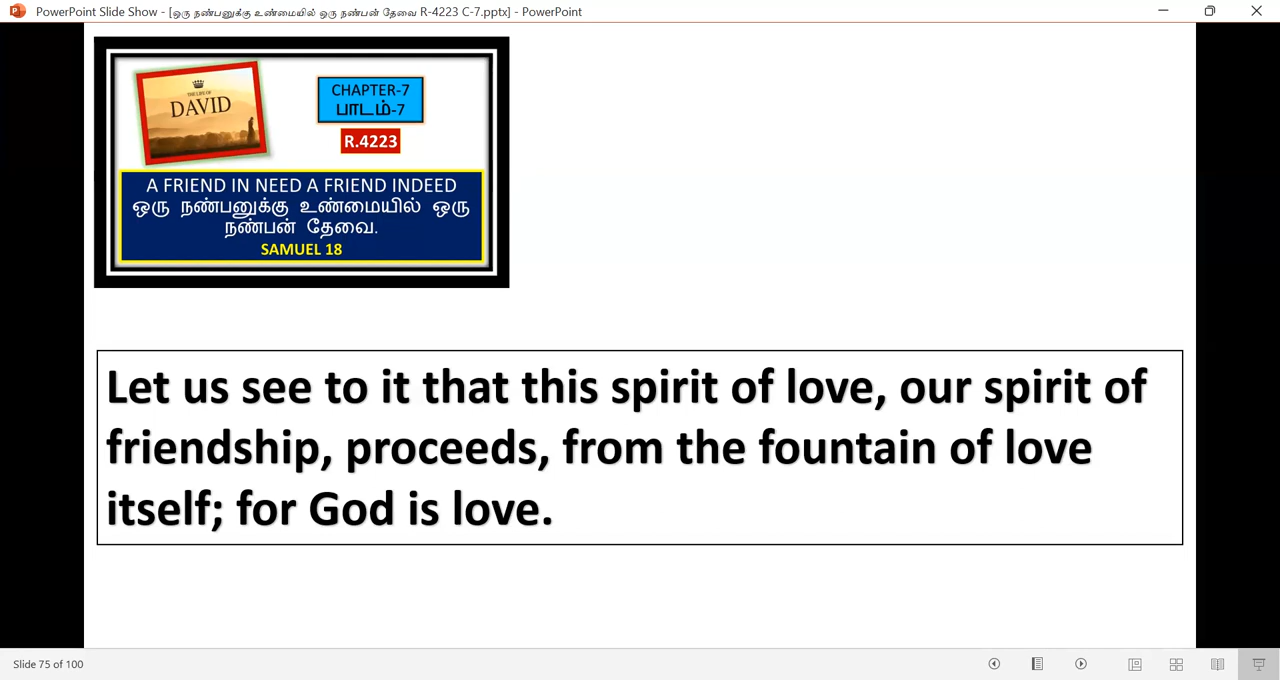 PowerPoint Slide Show - [ஒரு நண்பனுக்கு உண்மையில் ஒரு நண்பன் தேவை R-4223 C-7.pptx] - PowerPoint
THE LIFE OF
DAVID
CHAPTER-7
பாடம்-7
R.4223
A FRIEND IN NEED A FRIEND INDEED
ஒரு நண்பனுக்கு உண்மையில் ஒரு
நண்பன் தேவை.
SAMUEL 18
Let us see to it that this spirit of love, our spirit of
friendship, proceeds, from the fountain of love
itself; for God is love.
Slide 75 of 100